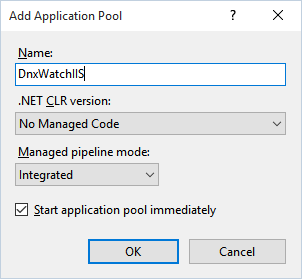 Add Application Pool
Name:
DnxWatchIIS
.NET CLR version:
No Managed Code
Managed pipeline mode:
Integrated
Start application pool immediately
OK
Cancel